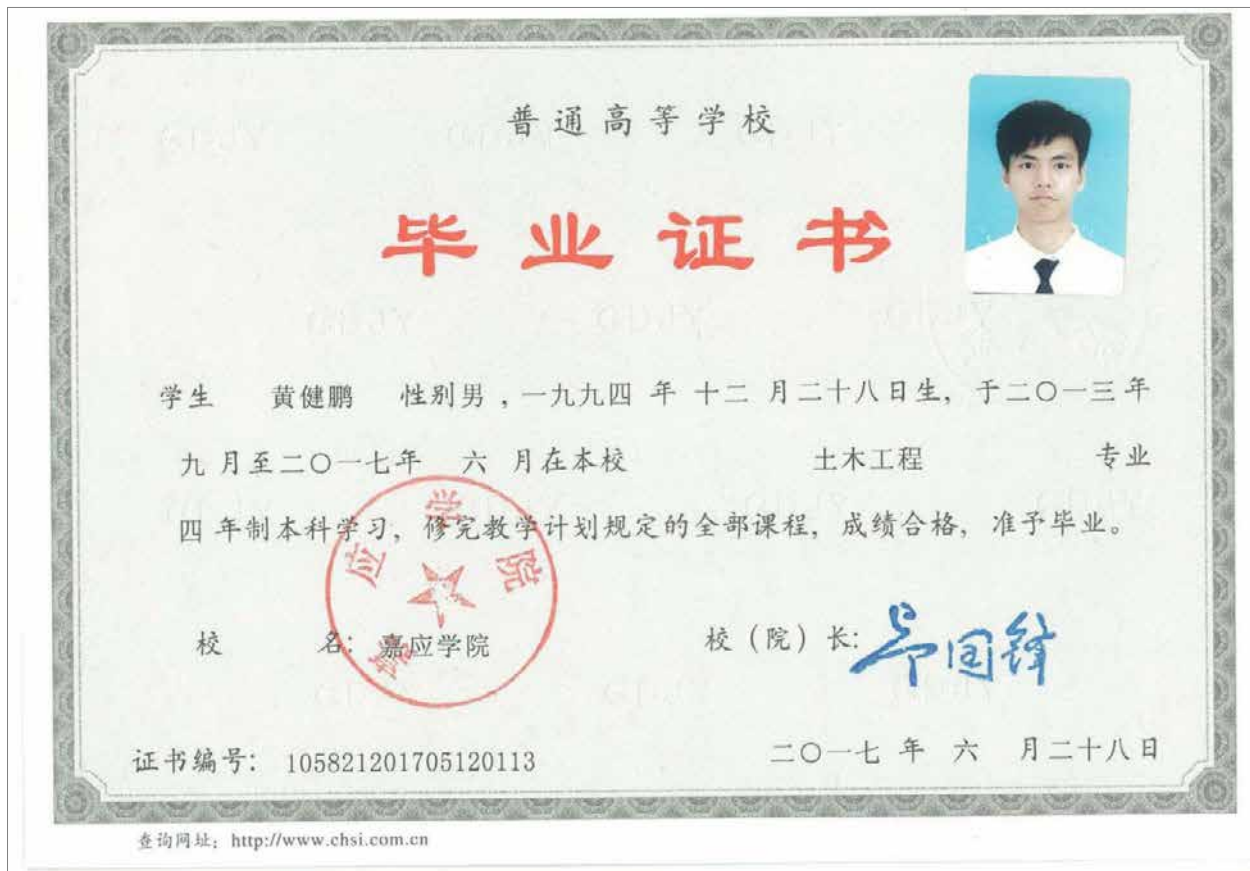 普通高等学校
毕业证书
学生 黄健鹏 性别男，一九九四 年 十二 月二十八日生，于二〇一三年
九 月至二〇一七年 六 月在本校 土木工程 专业
四 年制本科学习，修完教学计划规定的全部课程，成绩合格，准予毕业。
嘉应学院
校 名：嘉应学院 校（院）长：
证书编号：105821201705120113 二〇一七 年 六 月二十八日
查询网址：http://www.chsi.com.cn